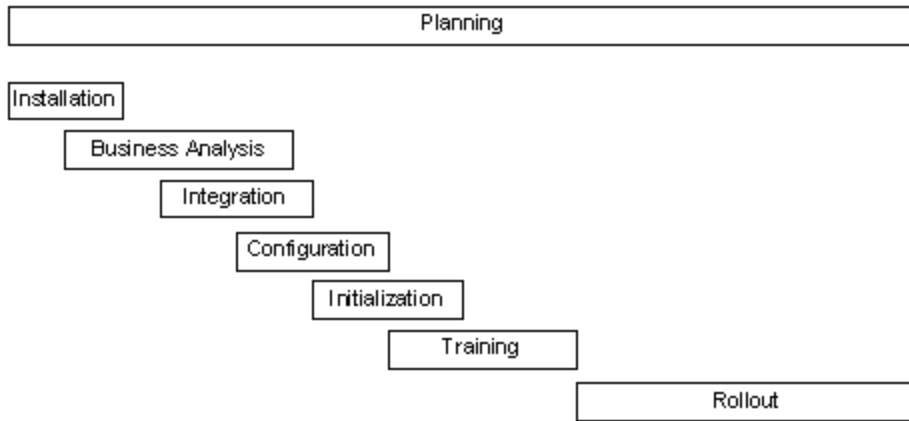 Planning
Installation
Business Analysis
Integration
Configuration
Initialization
Training
Rollout